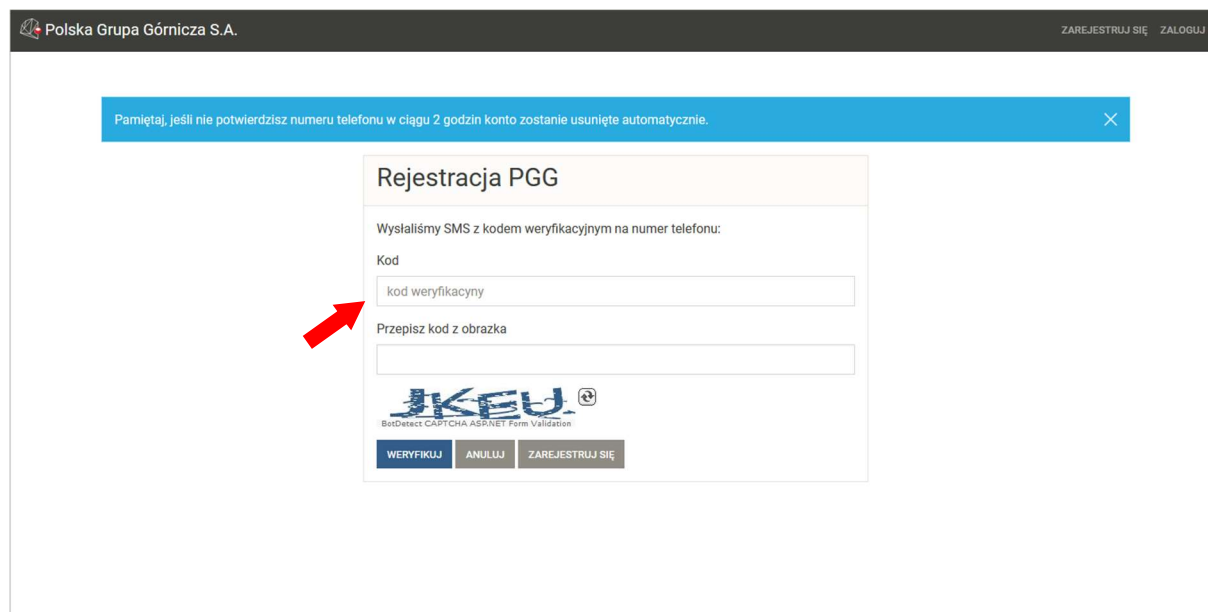 Polska Grupa Górnicza S.A.
ZAREJESTRUJ SIĘ ZALOGUJ
Pamiętaj, jeśli nie potwierdzisz numeru telefonu w ciągu 2 godzin konto zostanie usunięte automatycznie.
Rejestracja PGG
Wysłaliśmy SMS z kodem weryfikacyjnym na numer telefonu:
Kod
kod weryfikacyny
Przepisz kod z obrazka
JKEU
BotDetect CAPTCHA ASP.NET Form Validation
WERYFIKUJ ANULUJ ZAREJESTRUJ SIĘ